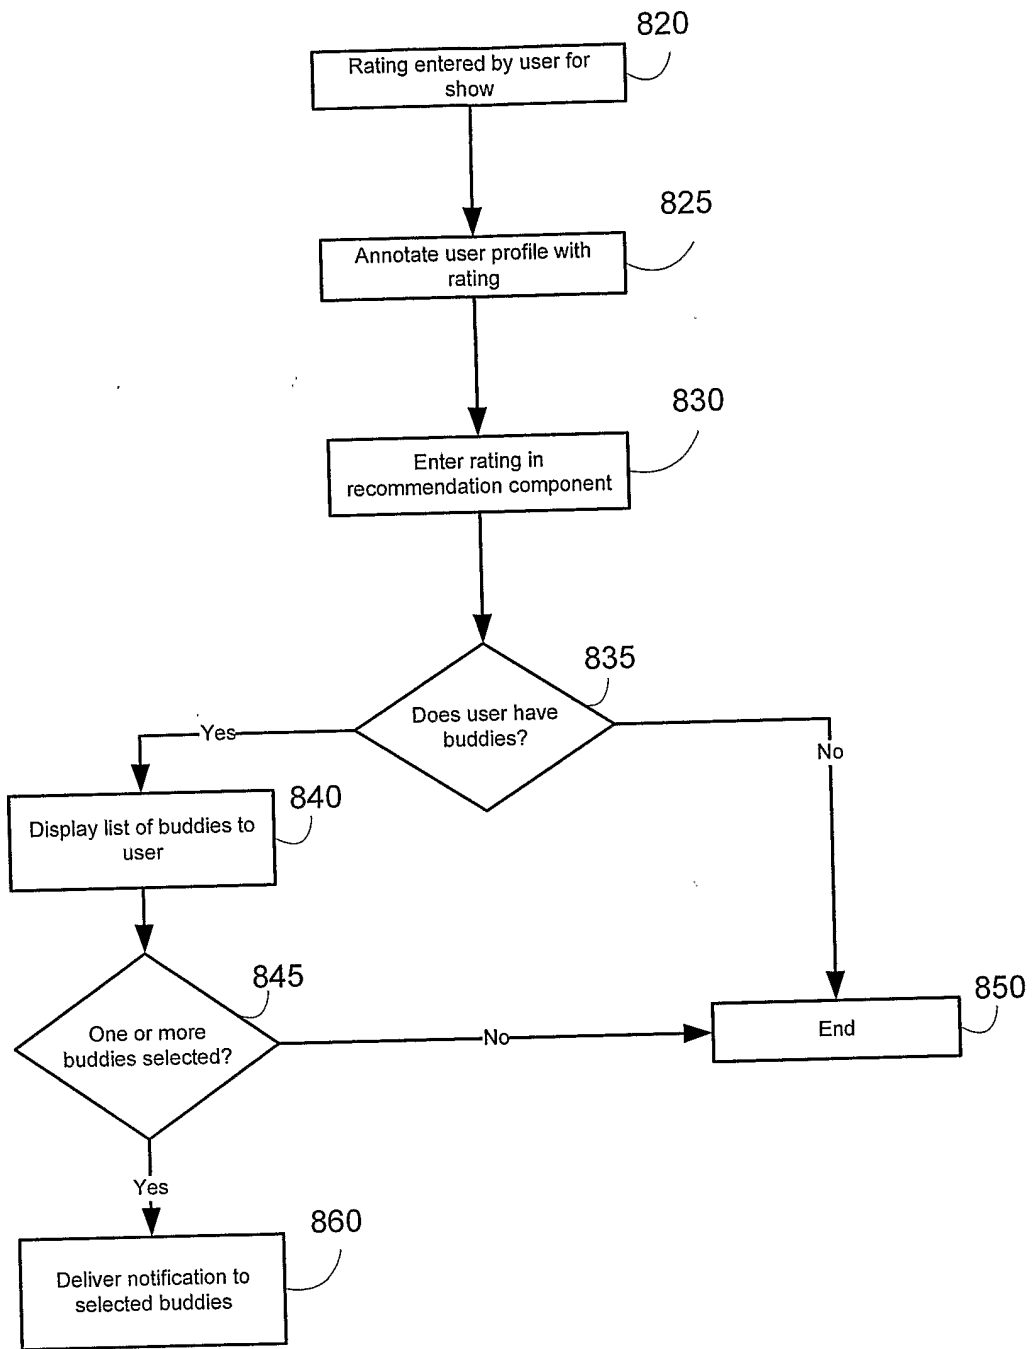 820
Rating entered by user for
show
825
Annotate user profile with
rating
830
Enter rating in
recommendation component
835
Does user have
buddies?
Yes
No
840
Display list of buddies to
user
845
One or more
buddies selected?
No
850
End
Yes
860
Deliver notification to
selected buddies